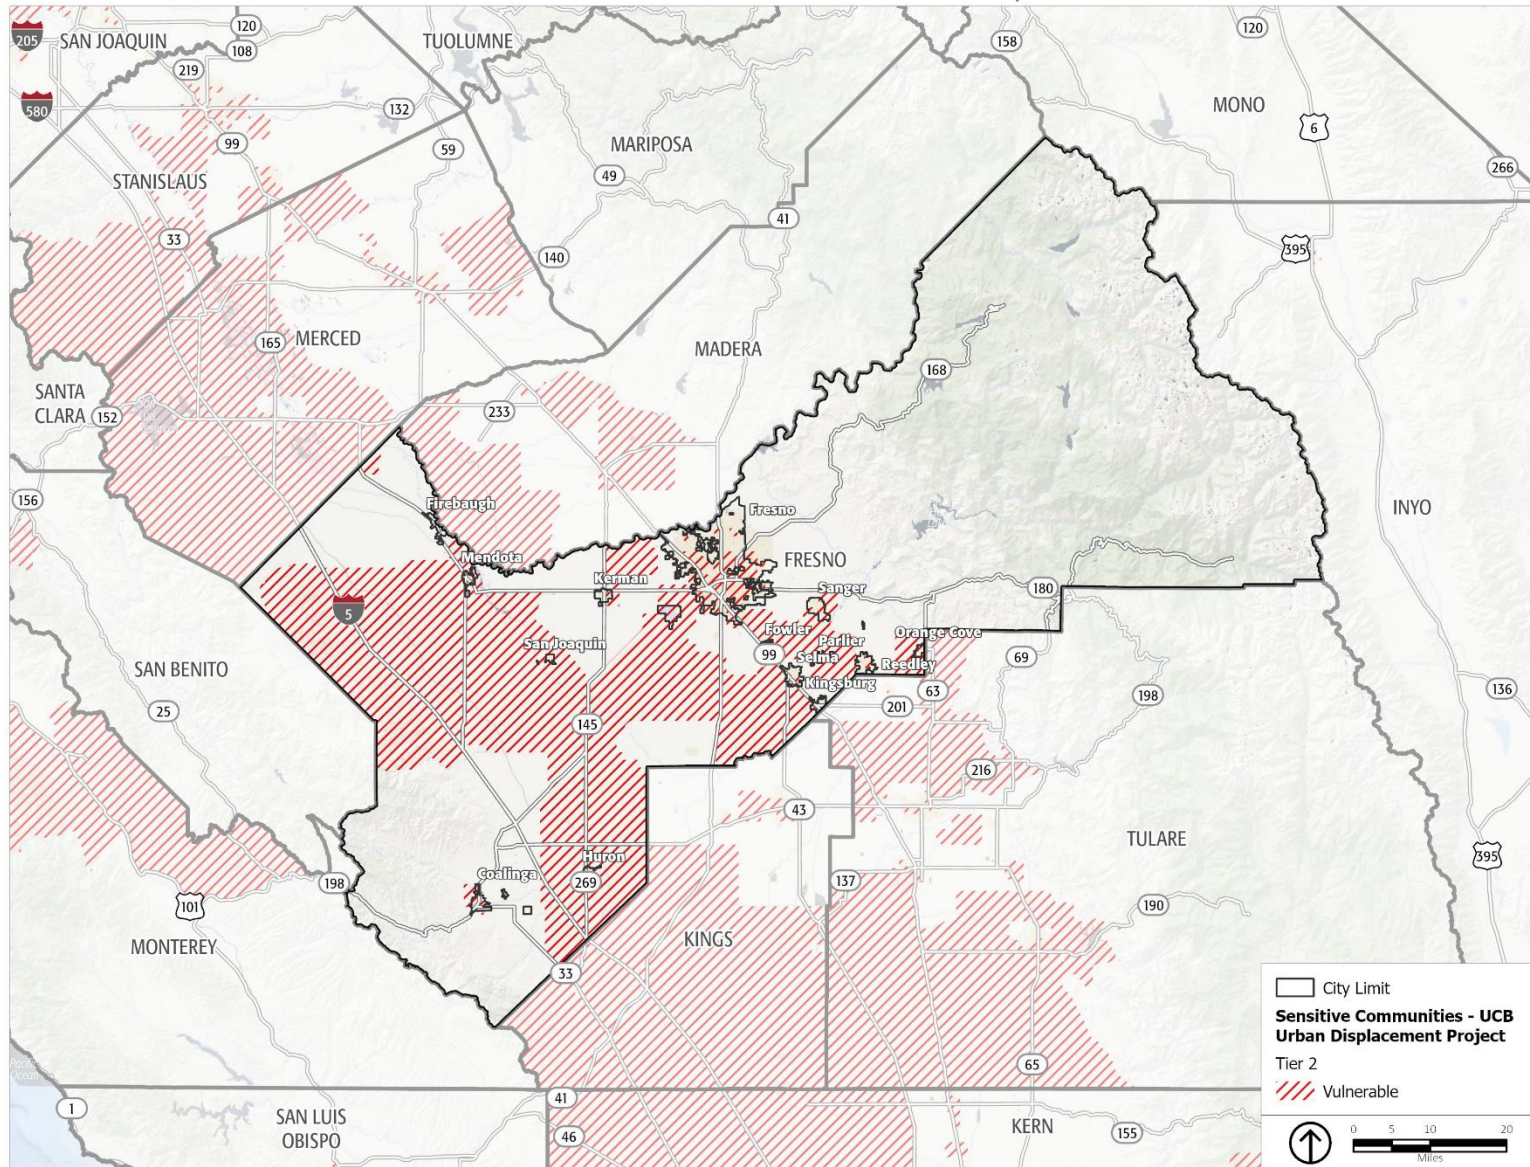 205
SAN JOAQUIN
120
108
TUOLUMNE
158
120
219
580
132
MONO
6
99
59
MARIPOSA
49
266
STANISLAUS
41
33
395
140
165
MERCED
MADERA
168
SANTA
CLARA
152
233
156
INYO
Firebaugh
Fresno
Mendota
FRESNO
Kerman
Sanger
180
5
Fowler
Parlier
Orange Cove
San Joaquin
99
Selma
Reedley
69
SAN BENITO
Kingsburg
63
198
136
201
25
145
216
43
TULARE
Huron
395
Coalinga
269
137
198
101
190
MONTEREY
KINGS
33
65
Pacific
Ocean
1
SAN LUIS
OBISPO
41
46
KERN
155
City Limit
Sensitive Communities - UCB
Urban Displacement Project
Tier 2
Vulnerable
0 5 10 20
Miles